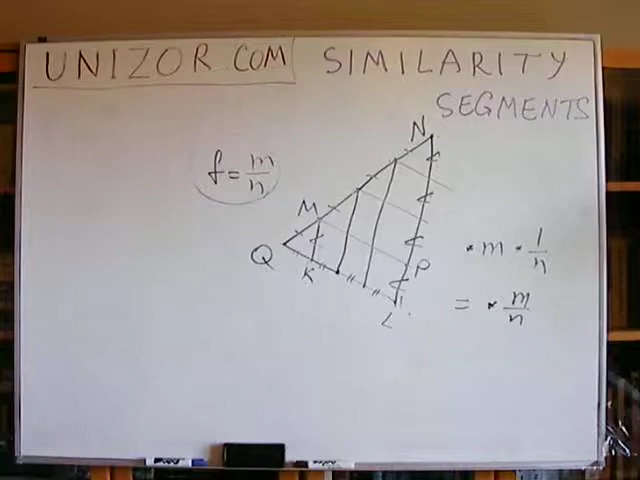 UNIZOR.COM SIMILARITY
SEGMENTS
N
f = m/n
M
Q
K
P
L
* m * 1/n
= * m/n